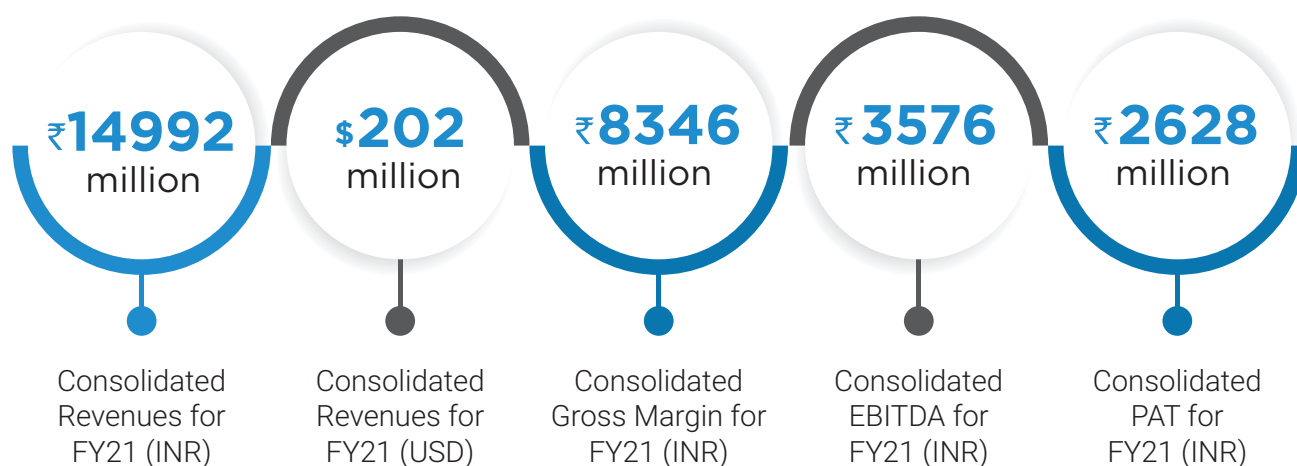 ₹14992
million
$202
million
₹8346
million
₹3576
million
₹2628
million
Consolidated
Revenues for
FY21 (INR)
Consolidated
Revenues for
FY21 (USD)
Consolidated
Gross Margin for
FY21 (INR)
Consolidated
EBITDA for
FY21 (INR)
Consolidated
PAT for
FY21 (INR)